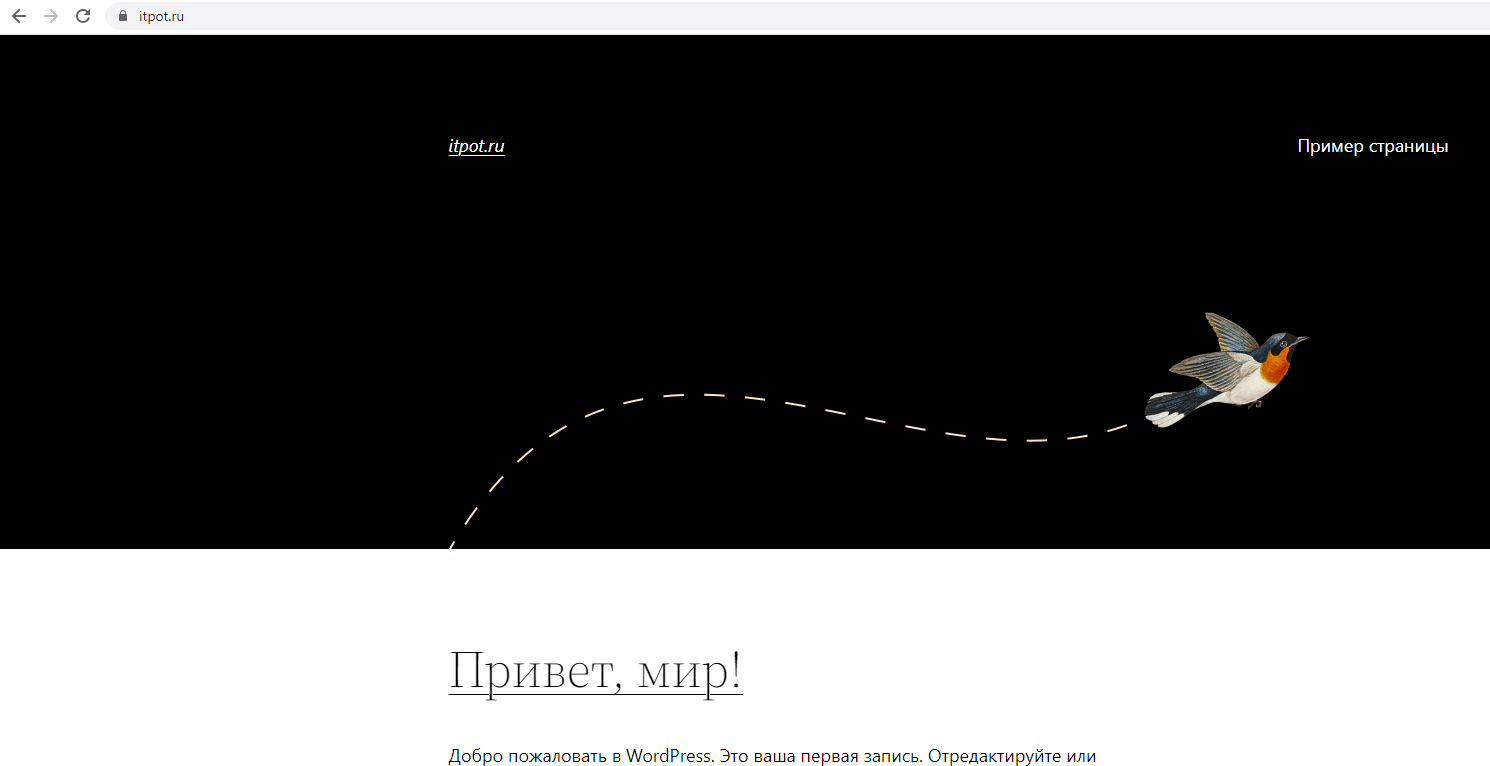 itpot.ru
itpot.ru
Пример страницы
Привет, мир!
Добро пожаловать в WordPress. Это ваша первая запись. Отредактируйте или